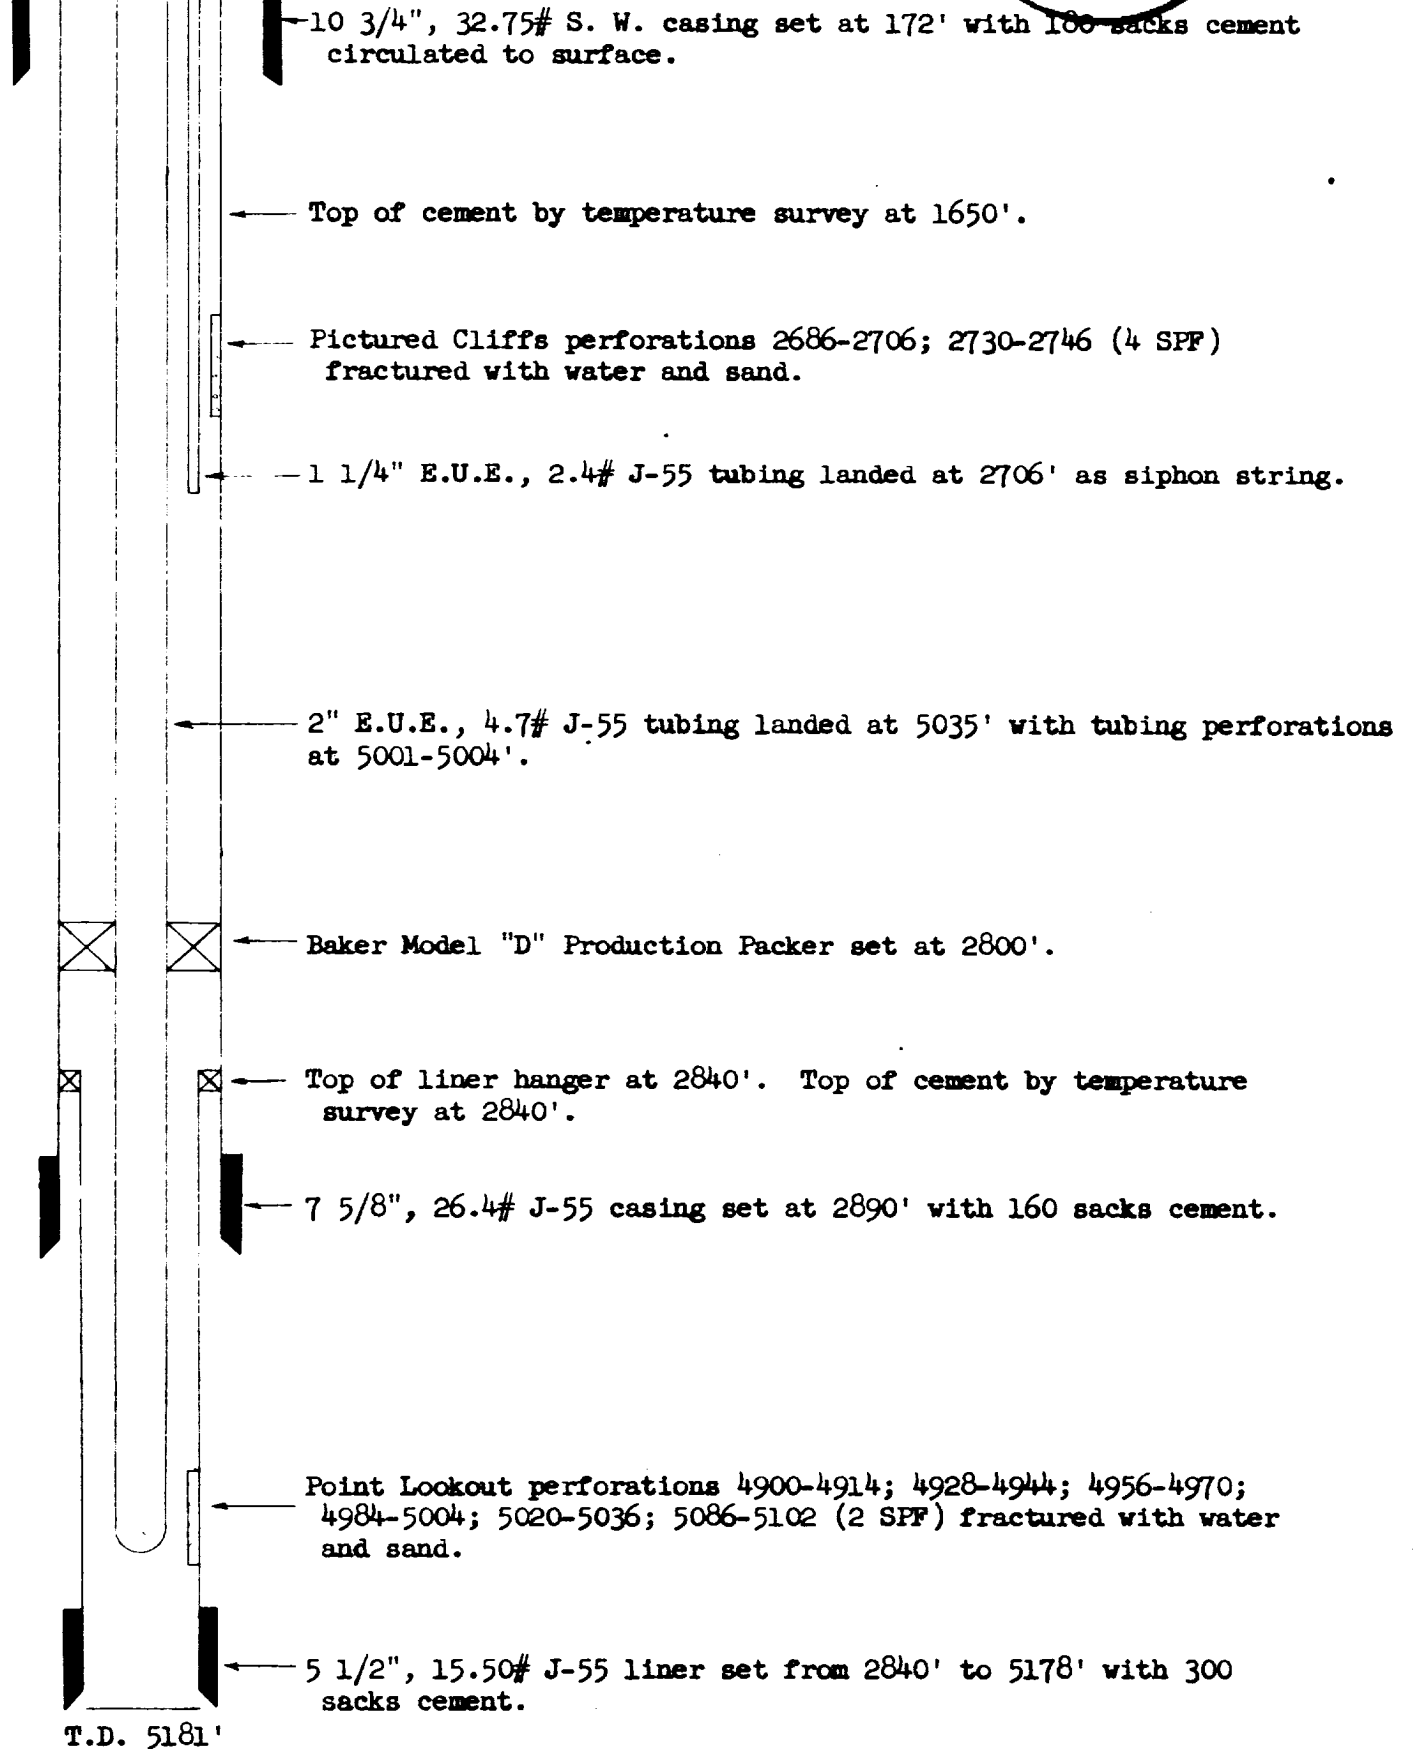 10 3/4", 32.75# S. W. casing set at 172' with sacks cement
circulated to surface.
Top of cement by temperature survey at 1650'.
Pictured Cliffs perforations 2686-2706; 2730-2746 (4 SPF)
fractured with water and sand.
1 1/4" E.U.E., 2.4# J-55 tubing landed at 2706' as siphon string.
2" E.U.E., 4.7# J-55 tubing landed at 5035' with tubing perforations
at 5001-5004'.
Baker Model "D" Production Packer set at 2800'.
Top of liner hanger at 2840'. Top of cement by temperature
survey at 2840'.
7 5/8", 26.4# J-55 casing set at 2890' with 160 sacks cement.
Point Lookout perforations 4900-4914; 4928-4944; 4956-4970;
4984-5004; 5020-5036; 5086-5102 (2 SPF) fractured with water
and sand.
5 1/2", 15.50# J-55 liner set from 2840' to 5178' with 300
sacks cement.
T.D. 5181'